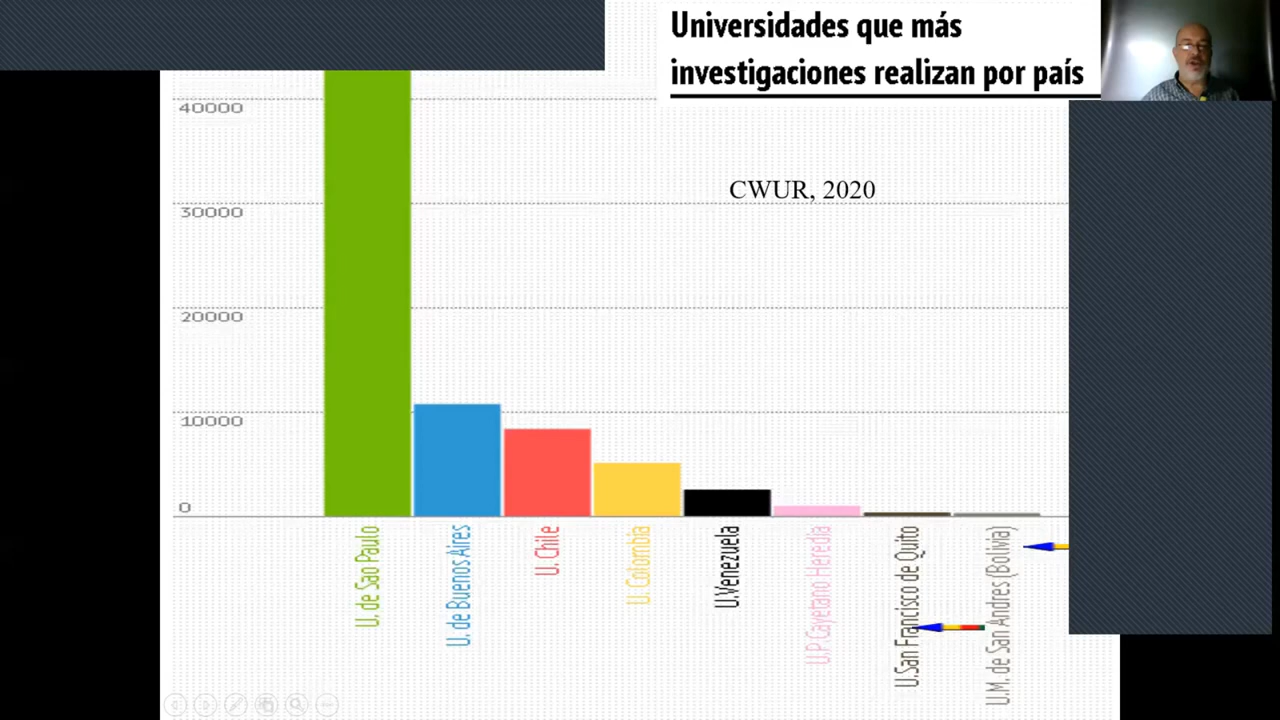 Universidades que más
investigaciones realizan por país
CWUR, 2020
40000
30000
20000
10000
0
U. de Sao Paulo
U. de Buenos Aires
U. Chile
U. Colombia
U.Venezuela
U.P.Cayetano Heredia
U.San Francisco de Quito
U.M. de San Andres (Bolivia)